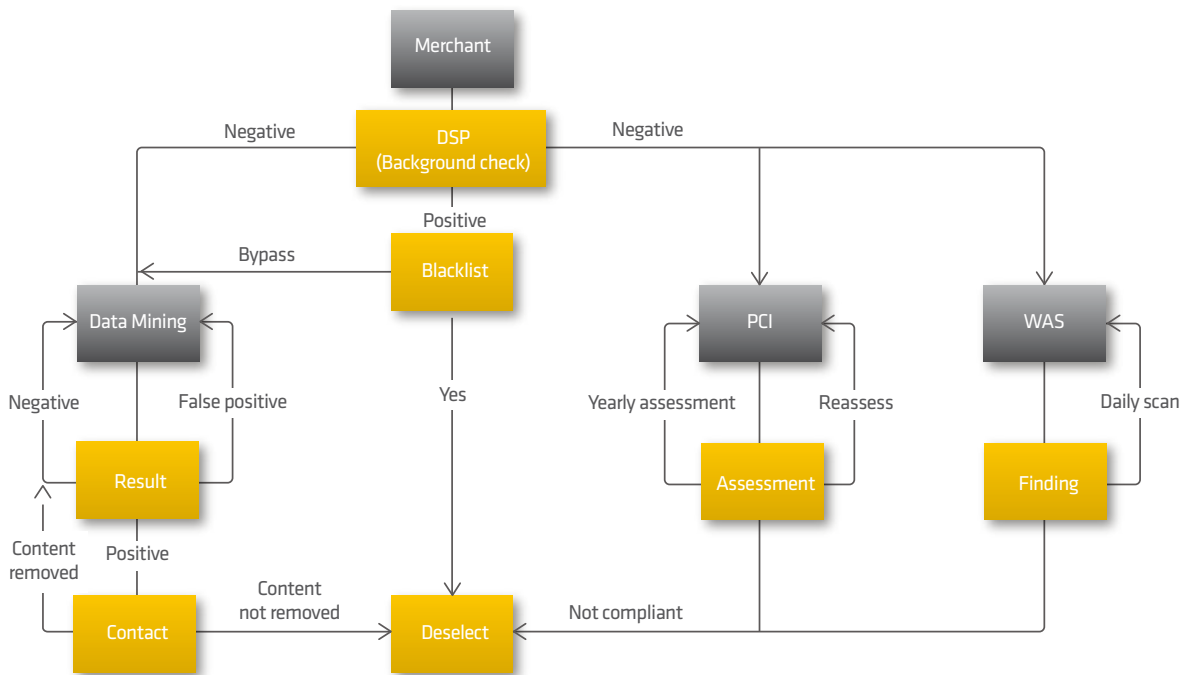 Merchant
Negative
DSP
(Background check)
Negative
Positive
Bypass
Blacklist
Data Mining
PCI
WAS
Negative
False positive
Yes
Yearly assessment
Reassess
Daily scan
Result
Assessment
Finding
Content
removed
Positive
Content
not removed
Not compliant
Contact
Deselect